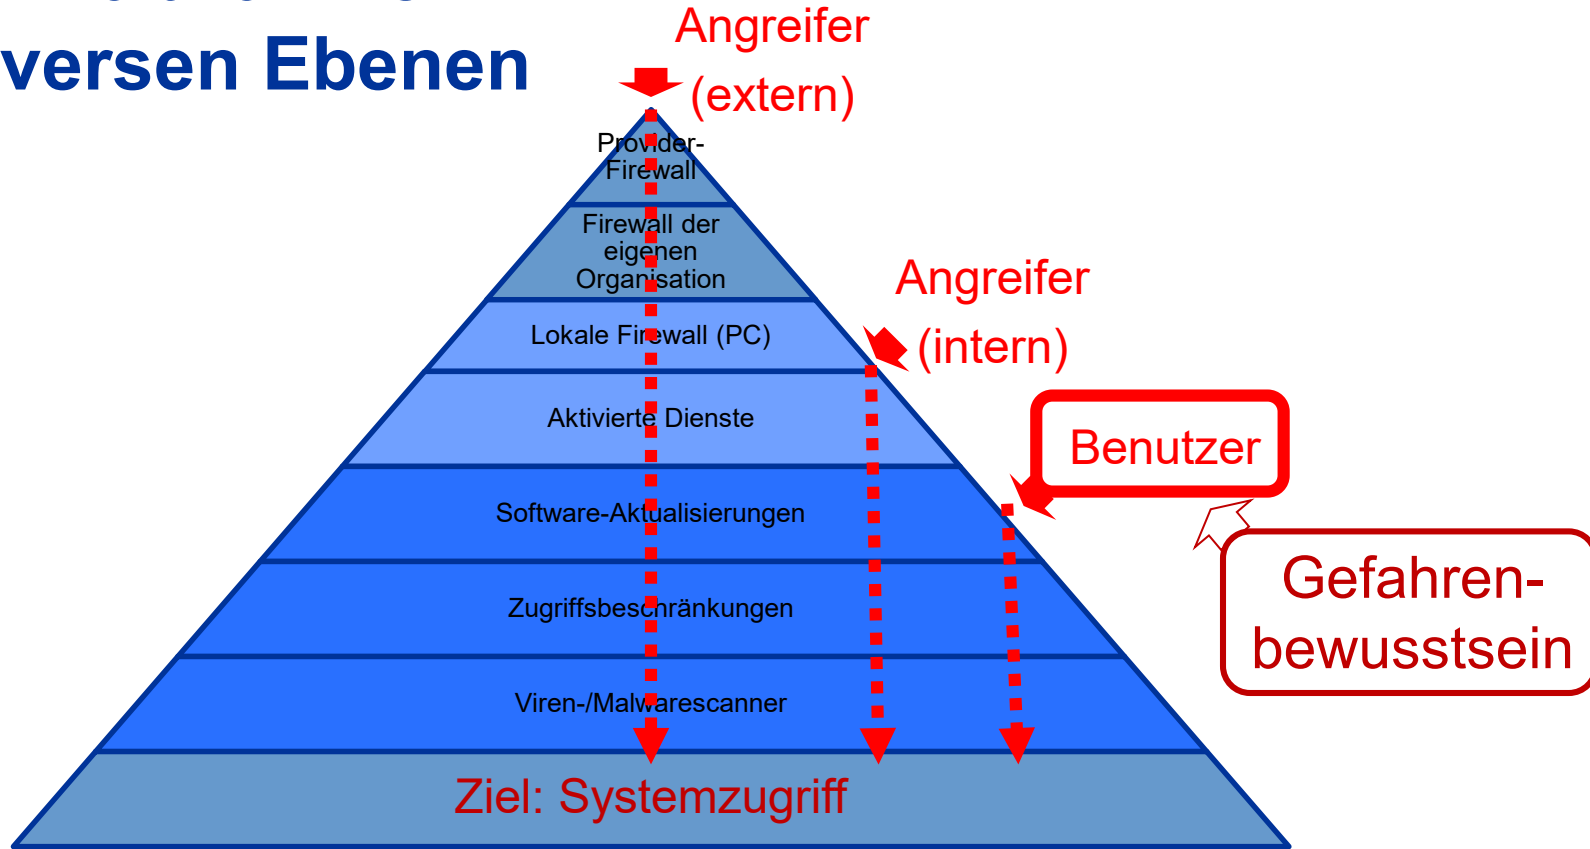 versen Ebenen
Angreifer
(extern)
Provider-
Firewall
Firewall der
eigenen
Organisation
Lokale Firewall (PC)
Angreifer
(intern)
Aktivierte Dienste
Benutzer
Software-Aktualisierungen
Gefahren-
bewusstsein
Zugriffsbeschränkungen
Viren-/Malwarescanner
Ziel: Systemzugriff